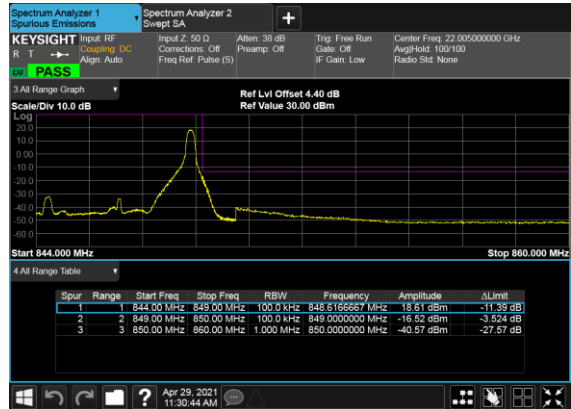 Spectrum Analyzer 1
Spurious Emissions
Spectrum Analyzer 2
Swept SA
KEYSIGHT
R T
LXI PASS
Input: RF
Coupling: DC
Align: Auto
Input Z: 50 Ω
Corrections: Off
Freq Ref: Pulse (S)
Atten: 38 dB
Preamp: Off
Trig: Free Run
Gate: Off
IF Gain: Low
Center Freq: 22.005000000 GHz
Avg|Hold: 100/100
Radio Std: None
3 All Range Graph
Scale/Div 10.0 dB
Ref Lvl Offset 4.40 dB
Ref Value 30.00 dBm
Log
20.0
10.0
0.00
-10.0
-20.0
-30.0
-40.0
-50.0
-60.0
Start 844.000 MHz
Stop 860.000 MHz
4 All Range Table
Spur Range Start Freq Stop Freq RBW Frequency Amplitude ΔLimit
1 1 844.00 MHz 849.00 MHz 100.0 kHz 848.6166667 MHz 18.61 dBm -11.39 dB
2 2 849.00 MHz 850.00 MHz 100.0 kHz 849.0000000 MHz -16.52 dBm -3.524 dB
3 3 850.00 MHz 860.00 MHz 1.000 MHz 850.0000000 MHz -40.57 dBm -27.57 dB
?
Apr 29, 2021
11:30:44 AM